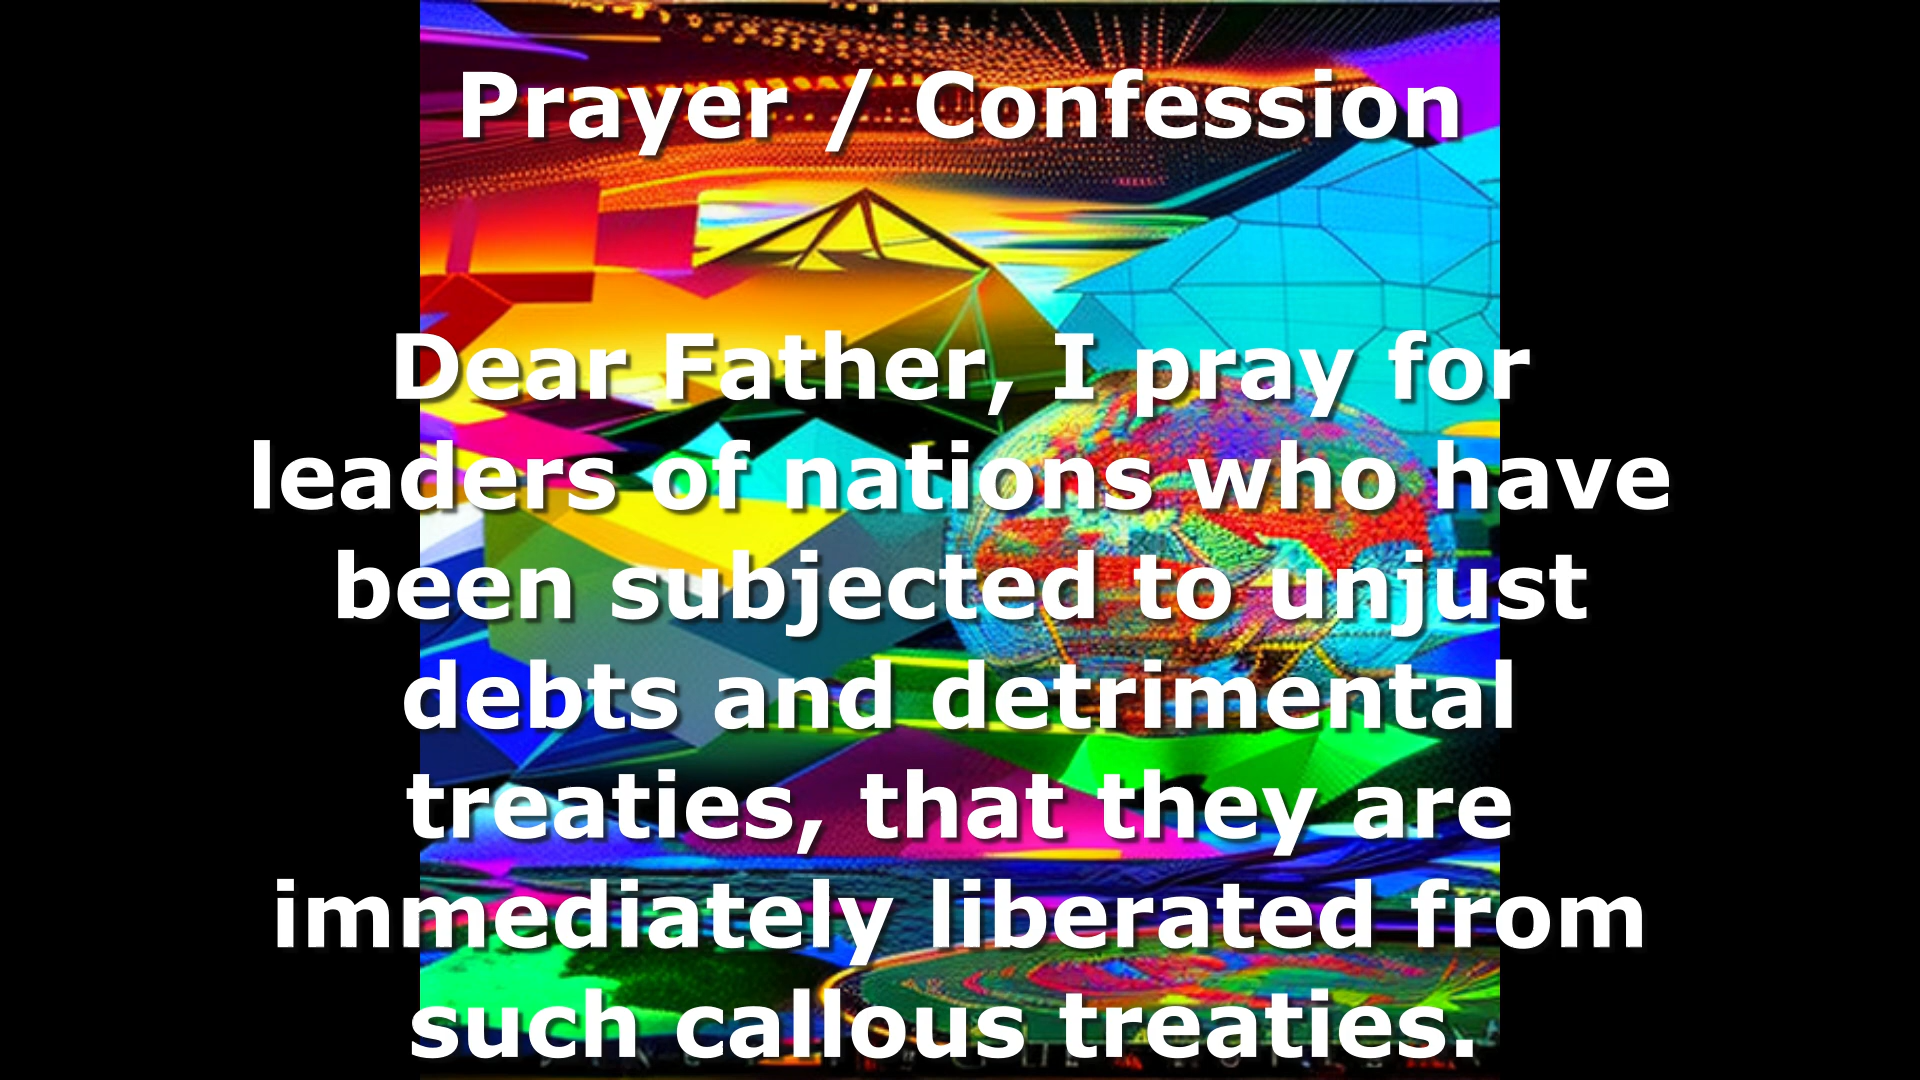 Prayer / Confession
Dear Father, I pray for
leaders of nations who have
been subjected to unjust
debts and detrimental
treaties, that they are
immediately liberated from
such callous treaties.